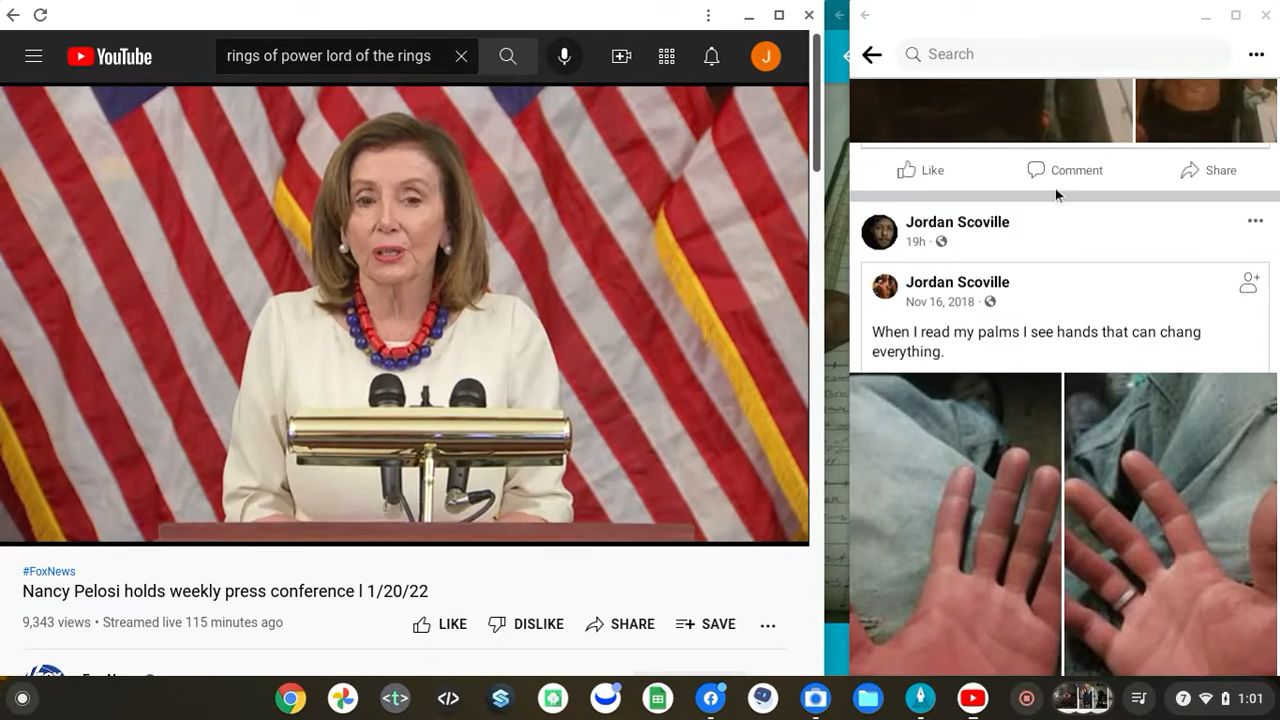 YouTube
rings of power lord of the rings
J
Search
Like
Comment
Share
Jordan Scoville
19h ·
Jordan Scoville
Nov 16, 2018 ·
When I read my palms I see hands that can chang
everything.
#FoxNews
Nancy Pelosi holds weekly press conference l 1/20/22
9,343 views • Streamed live 115 minutes ago
LIKE
DISLIKE
SHARE
SAVE
7
1:01